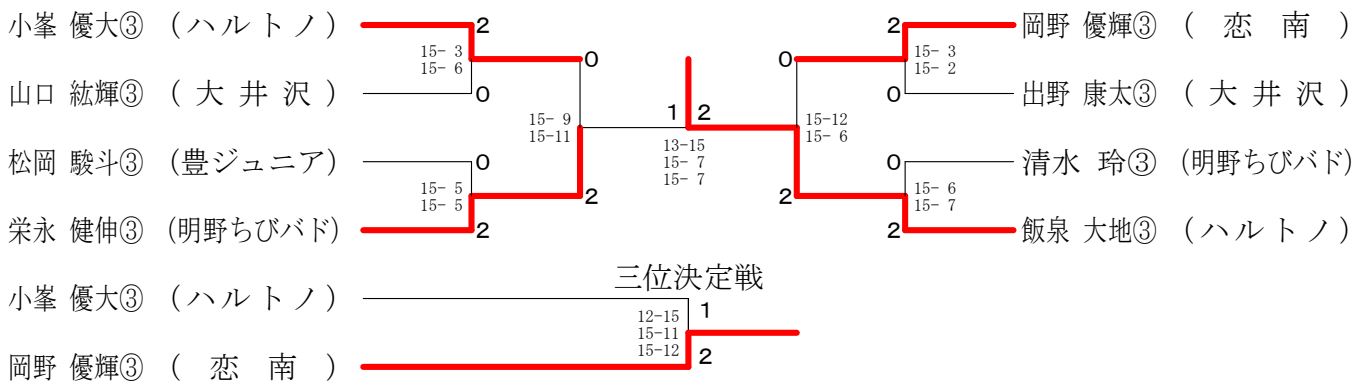 小峯 優大③ (ハルトノ) 2 2 岡野 優輝③ ( 恋 南 )
15- 3 0 0 15- 3
15- 6 15- 2
山口 紘輝③ ( 大 井 沢 ) 0 0 出野 康太③ ( 大 井 沢 )
15- 9 1 2 15-12
15-11 15- 6
13-15
松岡 駿斗③ (豊ジュニア) 0 15- 7 0 清水 玲③ (明野ちびバド)
15- 7
15- 5 2 2 15- 6
15- 5 15- 7
栄永 健伸③ (明野ちびバド) 2 2 飯泉 大地③ (ハルトノ)
三位決定戦
小峯 優大③ (ハルトノ) 1
12-15
15-11
15-12
岡野 優輝③ ( 恋 南 ) 2